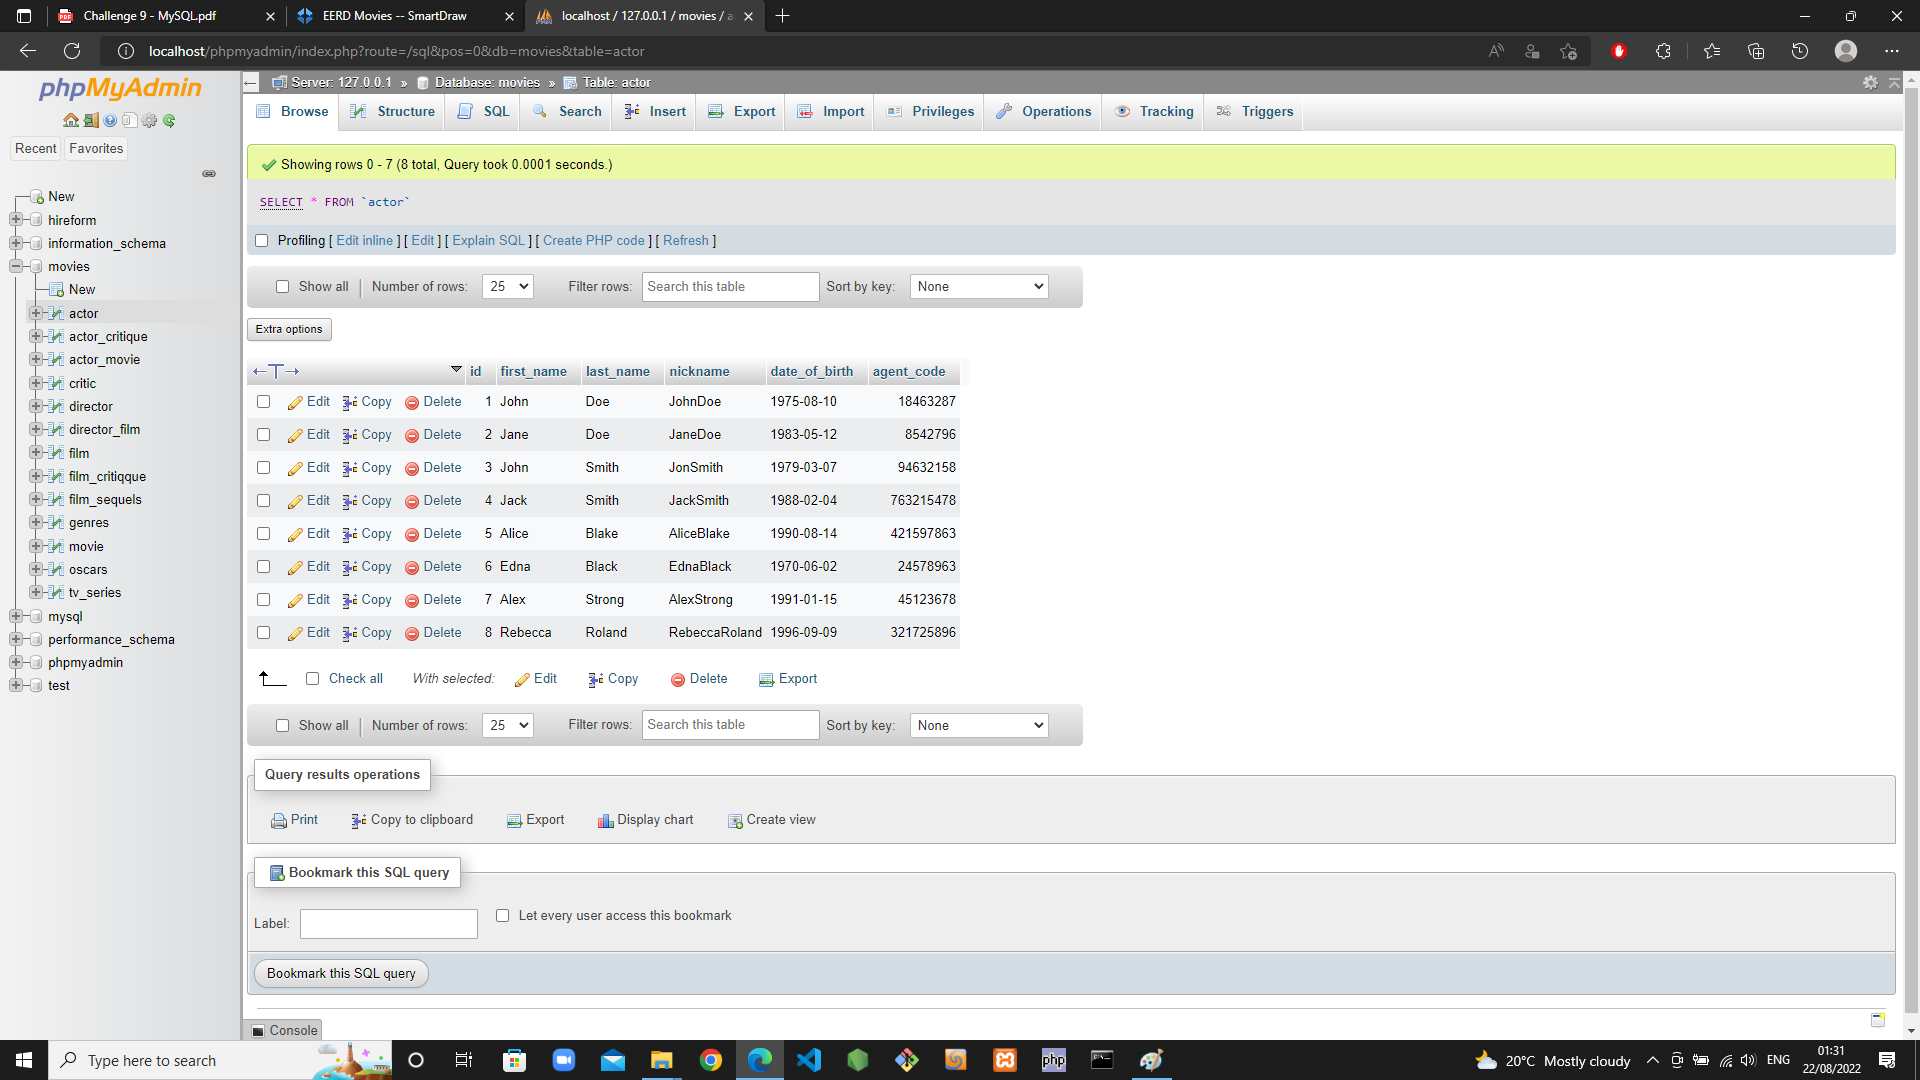 Challenge 9 - MySQL.pdf
EERD Movies -- SmartDraw
localhost / 127.0.0.1 / movies / a
localhost/phpmyadmin/index.php?route=/sql&pos=0&db=movies&table=actor
phpMyAdmin
Recent Favorites
New
hireform
information_schema
movies
New
actor
actor_critique
actor_movie
critic
director
director_film
film
film_critiqque
film_sequels
genres
movie
oscars
tv_series
mysql
performance_schema
phpmyadmin
test
Server: 127.0.0.1 » Database: movies » Table: actor
Browse Structure SQL Search Insert Export Import Privileges Operations Tracking Triggers
Showing rows 0 - 7 (8 total, Query took 0.0001 seconds.)
SELECT * FROM `actor`
Profiling [ Edit inline ] [ Edit ] [ Explain SQL ] [ Create PHP code ] [ Refresh ]
Show all Number of rows: 25 Filter rows: Search this table Sort by key: None
Extra options
←T→ id first_name last_name nickname date_of_birth agent_code
Edit Copy Delete 1 John Doe JohnDoe 1975-08-10 18463287
Edit Copy Delete 2 Jane Doe JaneDoe 1983-05-12 8542796
Edit Copy Delete 3 John Smith JonSmith 1979-03-07 94632158
Edit Copy Delete 4 Jack Smith JackSmith 1988-02-04 763215478
Edit Copy Delete 5 Alice Blake AliceBlake 1990-08-14 421597863
Edit Copy Delete 6 Edna Black EdnaBlack 1970-06-02 24578963
Edit Copy Delete 7 Alex Strong AlexStrong 1991-01-15 45123678
Edit Copy Delete 8 Rebecca Roland RebeccaRoland 1996-09-09 321725896
Check all With selected: Edit Copy Delete Export
Show all Number of rows: 25 Filter rows: Search this table Sort by key: None
Query results operations
Print Copy to clipboard Export Display chart Create view
Bookmark this SQL query
Label: Let every user access this bookmark
Bookmark this SQL query
Console
Type here to search
php
20°C Mostly cloudy
ENG
01:31
22/08/2022